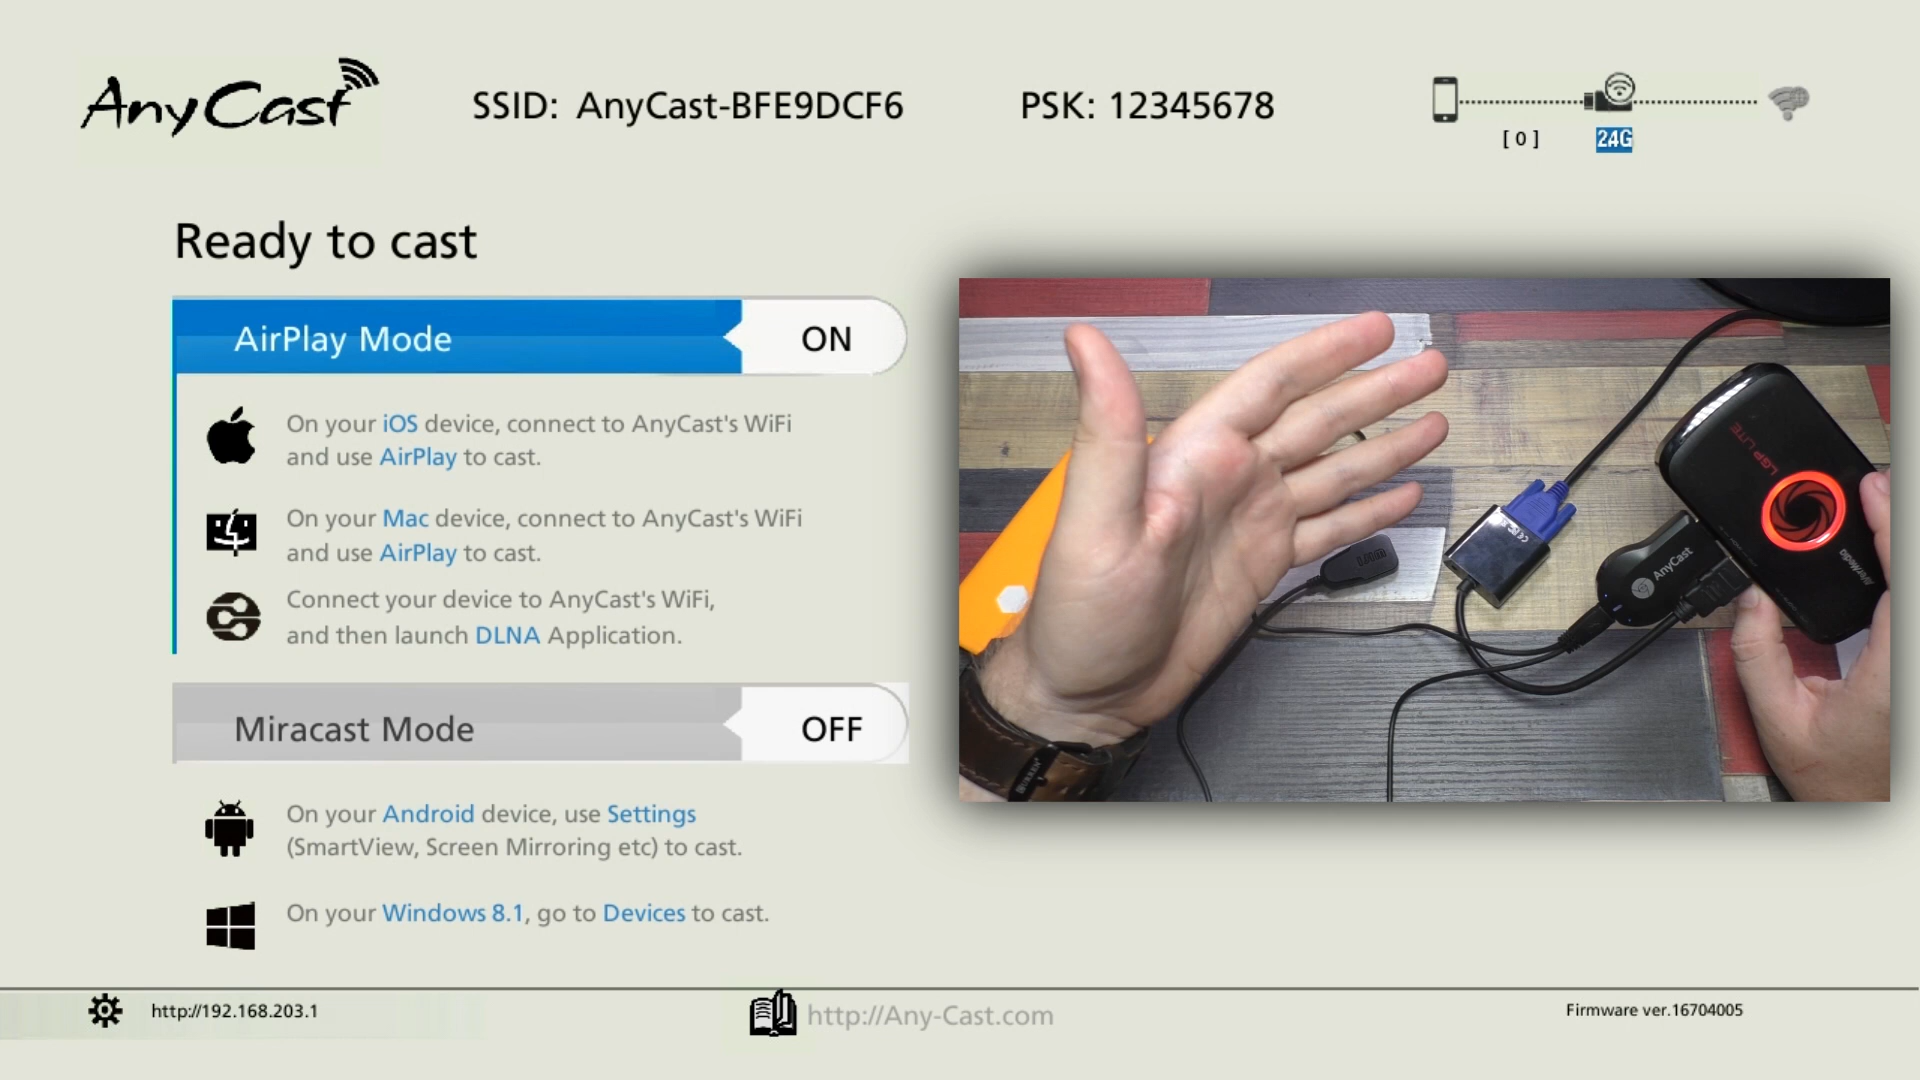 AnyCast
SSID: AnyCast-BFE9DCF6
PSK: 12345678
[ 0 ]
2.4G
Ready to cast
AirPlay Mode
ON
On your iOS device, connect to AnyCast's WiFi
and use AirPlay to cast.
On your Mac device, connect to AnyCast's WiFi
and use AirPlay to cast.
Connect your device to AnyCast's WiFi,
and then launch DLNA Application.
Miracast Mode
OFF
On your Android device, use Settings
(SmartView, Screen Mirroring etc) to cast.
On your Windows 8.1, go to Devices to cast.
LGP LITE
AVerMedia
AnyCast
http://192.168.203.1
http://Any-Cast.com
Firmware ver.16704005